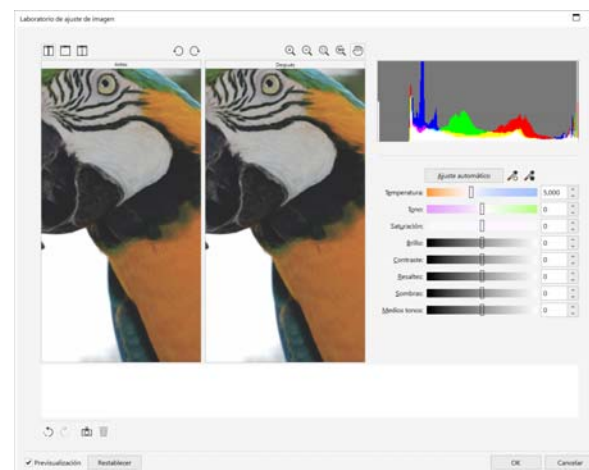 Laboratorio de ajuste de imagen
Antes
Después
Ajuste automático
Temperatura: 5,000
Tono: 0
Saturación: 0
Brillo: 0
Contraste: 0
Resaltes: 0
Sombras: 0
Medios tonos: 0
Previsualización
Restablecer
OK
Cancelar